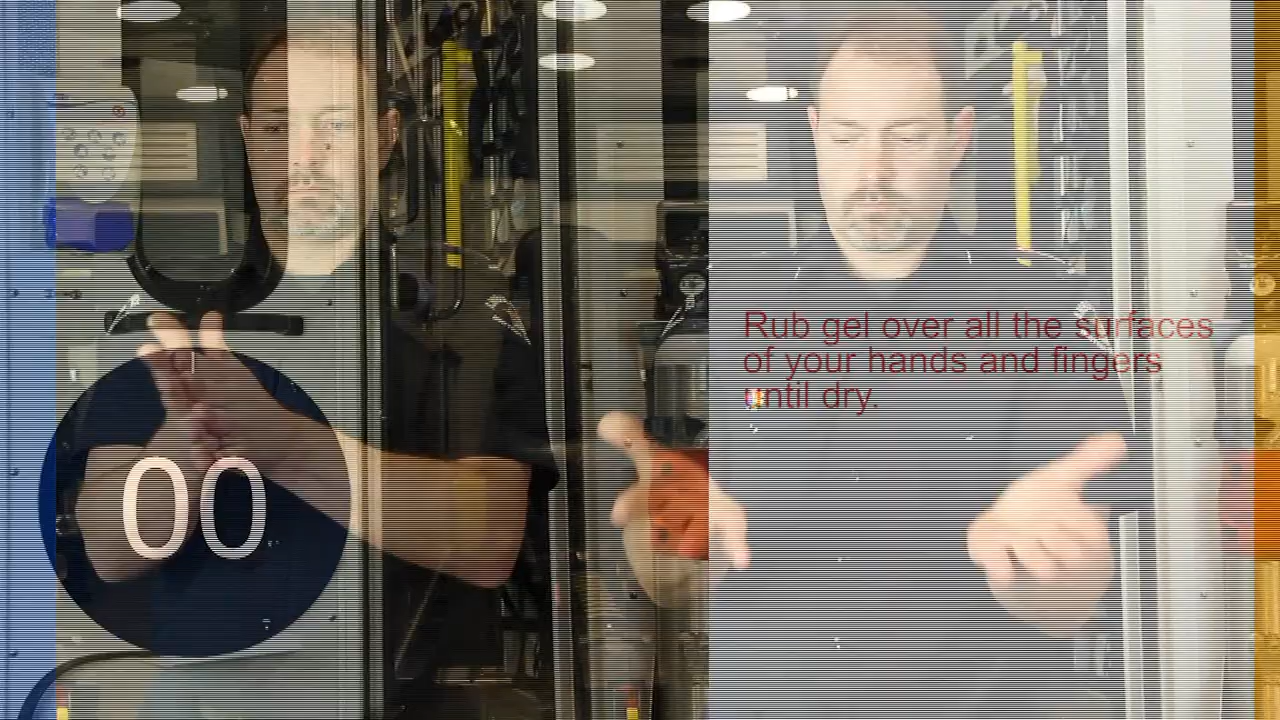 Rub gel over all the surfaces
of your hands and fingers
until dry.
00